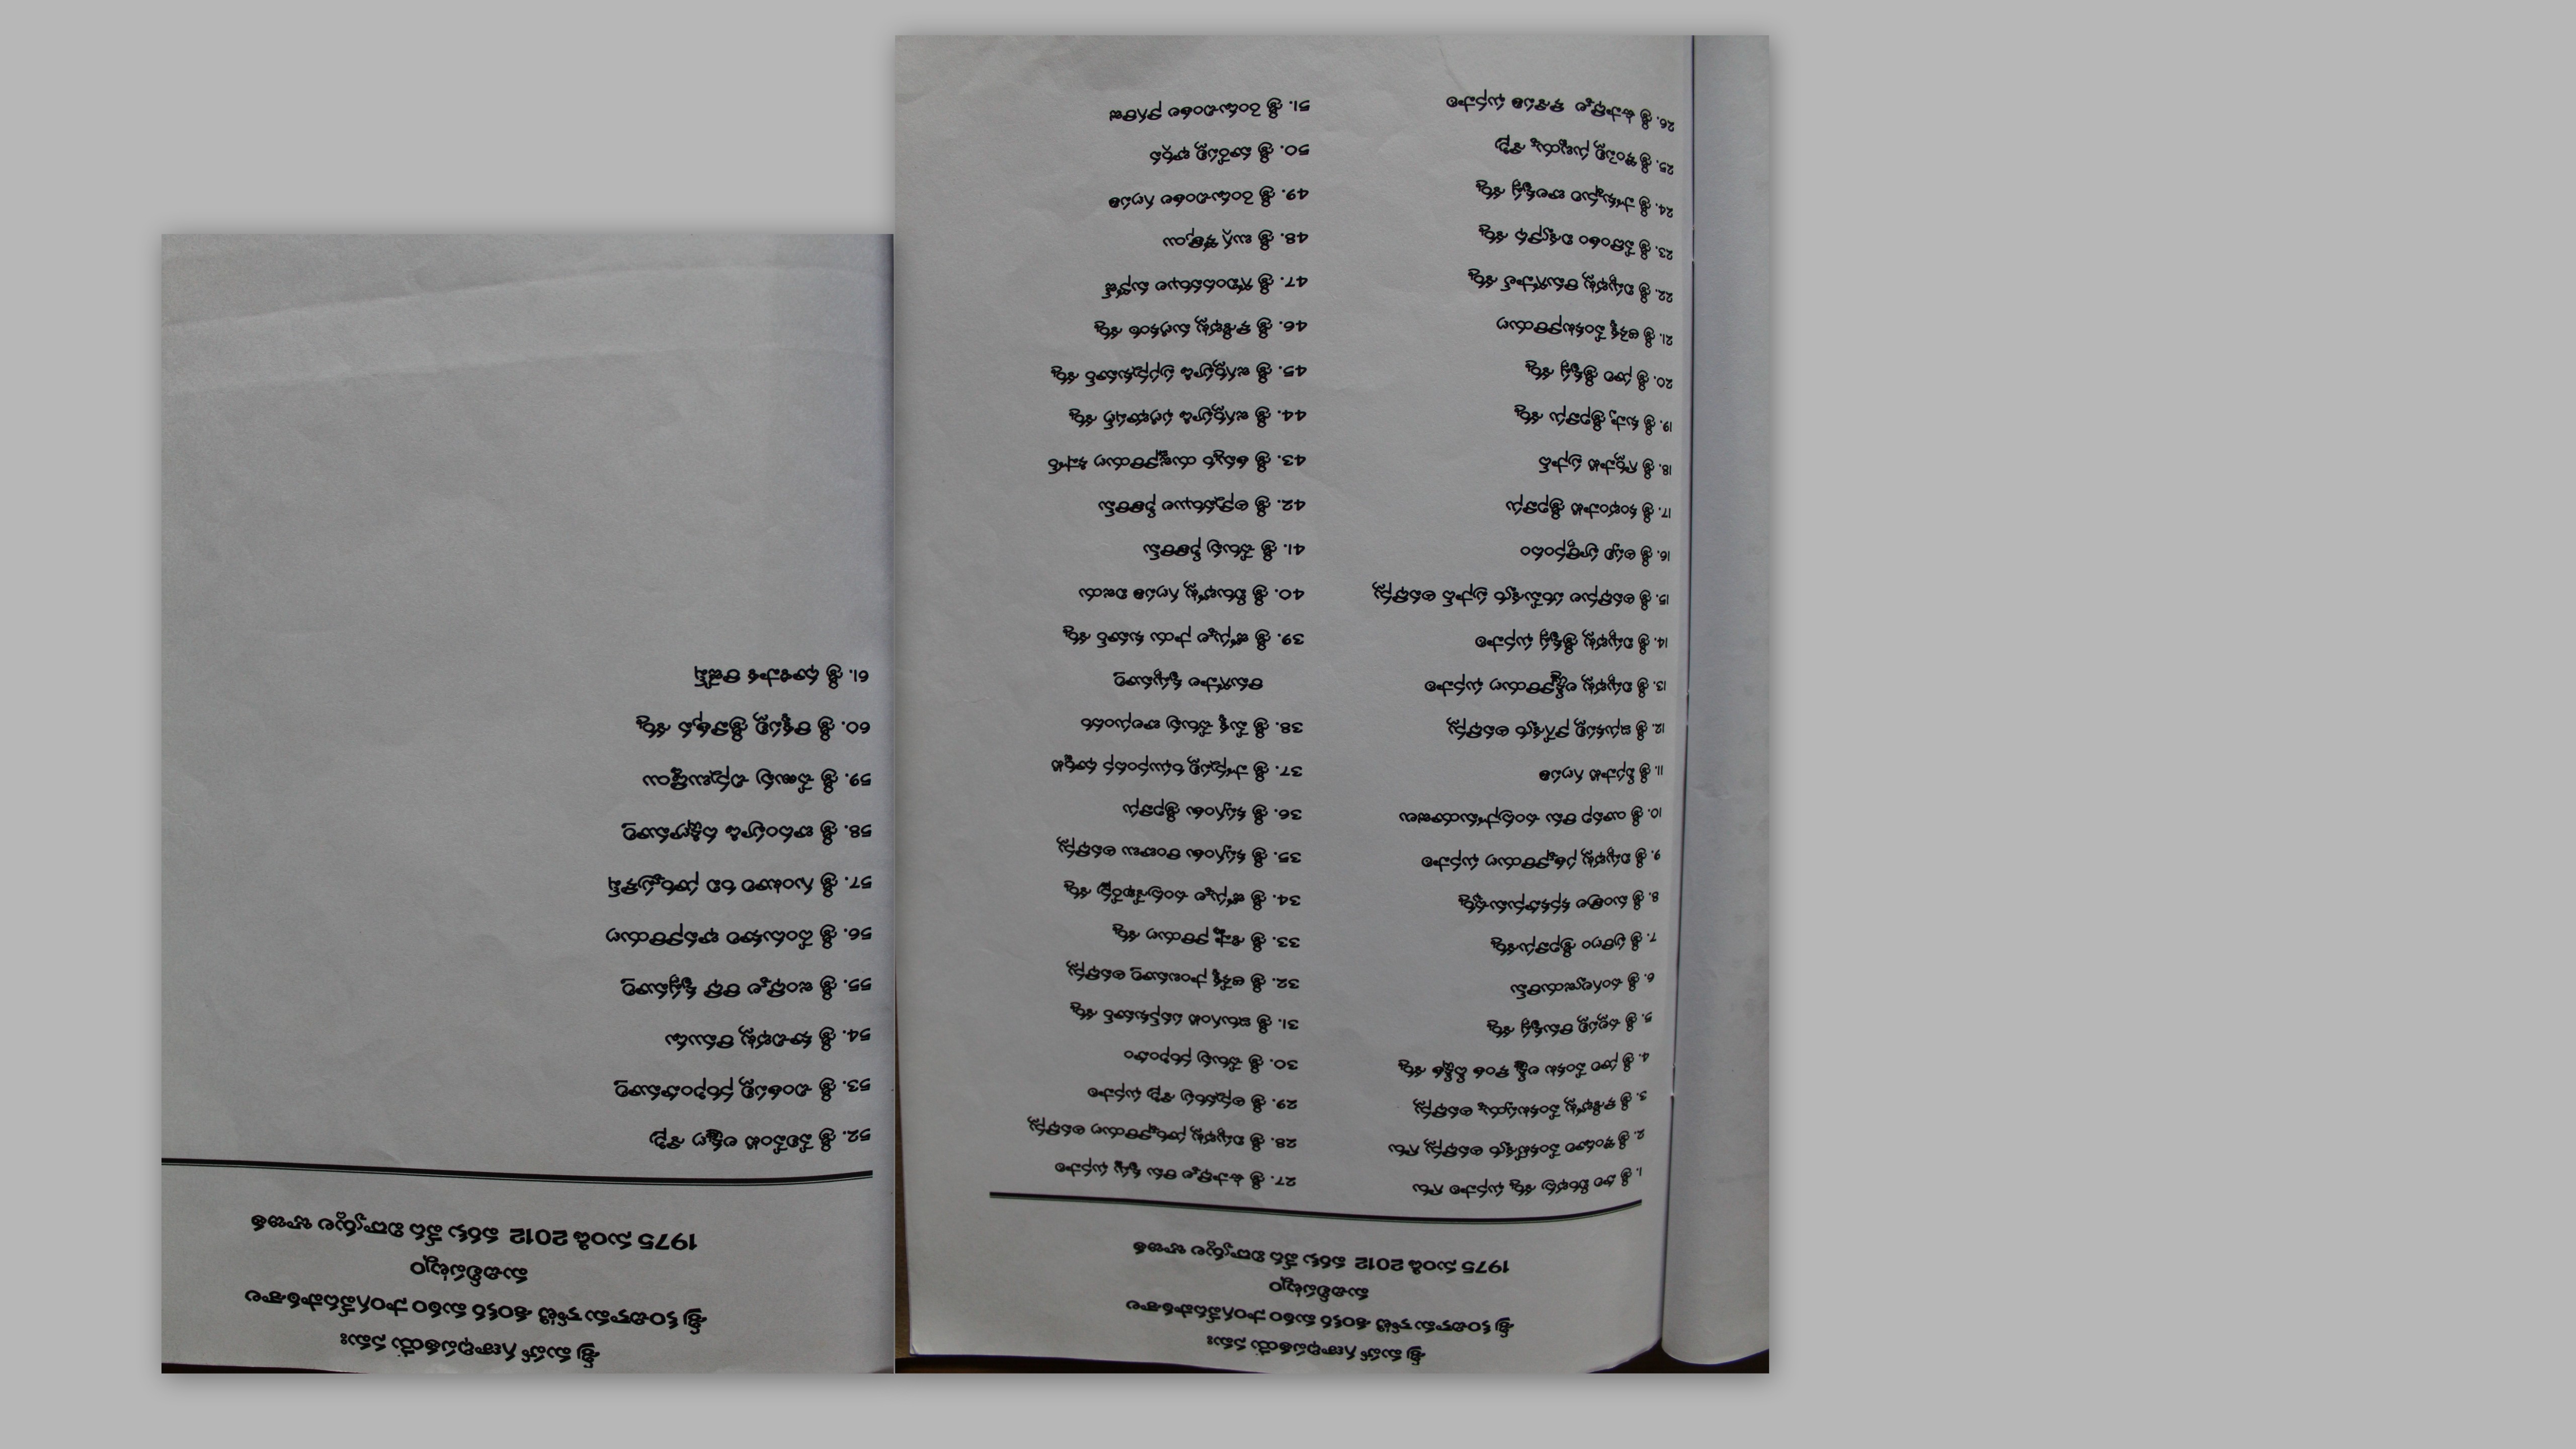 శ్రీ మహా గణాధిపతయే నమః
శ్రీ కంచికామ కోటి శంకర మఠం సాంగవేదపాఠశాల
మచిలీపట్నం
1975 నుండి 2012 వరకు వేద విద్యార్దుల జాబిత
1. శ్రీ హరి వీరభద్ర శర్మ ఘనపాఠి గారు
2. శ్రీ కొండూరి వేంకటేశ్వర అవధాన్లు గారు
3. శ్రీ కాశీభోట్ల వేంకటప్పయ్య అవధాన్లు
4. శ్రీ సూరి వేంకట లక్ష్మీ కాంత దీక్షిత శర్మ
5. శ్రీ చల్లపల్లి రామకృష్ణ శర్మ
6. శ్రీ చంగల్వజయరామ్
7. శ్రీ పురాణం శ్రీనివాసుశర్మ
8. శ్రీ మంత్రాల కనకహనుమచ్ఛర్మ
9. శ్రీ విష్ణుభట్ల సత్యనారాయణ ఘనపాఠి
10. శ్రీ యీవని రామ చంద్రసోమయాజులు
11. శ్రీ పీసపాటి గణపతి
12. శ్రీ ఇసుకపల్లి నాగేశ్వర అవధాన్లు
13. శ్రీ విష్ణుభట్ల లక్ష్మీనారాయణ ఘనపాఠి
14. శ్రీ విష్ణుభట్ల శ్రీకృష్ణ ఘనపాఠి
15. శ్రీ అవధానుల పరమేశ్వర ప్రసాద్ అవధాన్లు
16. శ్రీ అప్పలి పూర్ణానందం
17. శ్రీ కంభంపాటి శ్రీనివాసు
18. శ్రీ గొర్లపాటి ప్రసాద్
19. శ్రీ కుప్పా శ్రీనివాసు శర్మ
20. శ్రీ సూరి శ్రీకృష్ణ శర్మ
21. శ్రీ ఆకెళ్ళ వేంకటనారాయణ
22. శ్రీ విష్ణుభట్ల రామగోపాల్ శర్మ
23. శ్రీ వేదాంతం విశ్వనాధ శర్మ
24. శ్రీ పోక్నునురి బాలకృష్ణ శర్మ
25. శ్రీ కొంపెల్లి సుబ్బయ్య శాస్త్రి
26. శ్రీ ఉపాధ్యాల కాశాపతి ఘనపాఠి
27. శ్రీ ఉపాధ్యాల రామ కృష్ణ ఘనపాఠి
28. శ్రీ విష్ణుభట్ల సూర్యనారాయణ అవధాన్లు
29. శ్రీ అన్నవరపు శాస్త్రి ఘనపాఠి
30. శ్రీ చేరువు నరసింహం
31. శ్రీ ఇరుగంటి పవన్‌కుమార్ శర్మ
32. శ్రీ ఆకేళ్ళ సాంబమూర్తి అవధాన్లు
33. శ్రీ శిష్ట్లా నారాయణ శర్మ
34. శ్రీ జోస్యుల చంద్రశేఖరేన్ద్ర శర్మ
35. శ్రీ కప్పగంతు రాంబాబు అవధాన్లు
36. శ్రీ కప్పగంతు శ్రీనివాసు
37. శ్రీ పోన్నపల్లి రఘునందన ధూర్జటి
38. శ్రీ మేళ్ళ చేరువు బాలసుందర
రామగోపాల కృష్ణమూర్తి
39. శ్రీ జోస్యుల సాయ కుమార్ శర్మ
40. శ్రీ పీరుభోట్ల గణపతి విజయ
41. శ్రీ చేరువు సీతారామ్
42. శ్రీ అన్నావఝుల సీతారామ్
43. శ్రీ తమ్మర యజ్ఞనారాయణ కిషోర్
44. శ్రీ జగర్లపూడి ఫణిభూషణ్ శర్మ
45. శ్రీ జగర్లపూడి ప్రసన్నకుమార్ శర్మ
46. శ్రీ కాశీభట్ల మణికంఠ శర్మ
47. శ్రీ గోవిందవఝల మనోజ్
48. శ్రీ బుగ్గ కోత్సాయి
49. శ్రీ రెండుచింతల గణపతి
50. శ్రీ మారేపల్లి భార్గవ
51. శ్రీ రెండుచింతల నాగరాజ
శ్రీ మహా గణాధిపతయే నమః
శ్రీ కంచికామ కోటి శంకర మఠం సాంగవేదపాఠశాల
మచిలీపట్నం
1975 నుండి 2012 వరకు వేద విద్యార్దుల జాబిత
52. శ్రీ వేలివేంటి లక్ష్మణ శాస్త్రి
53. శ్రీ చింతపల్లి నరసింహమూర్తి
54. శ్రీ కూచిభట్ల రాముడు
55. శ్రీ జంధ్యాల రాధా కృష్ణమూర్తి
56. శ్రీ దేందుకూరి భావనారాయణ
57. శ్రీ గుంటూరి రవి సూర్యప్రకాష్
58. శ్రీ బాదంపూడి దక్షిణామూర్తి
59. శ్రీ చేఱువు చిన్నబుడ్డాయి
60. శ్రీ రాళ్ళపల్లి శ్రీవాత్సవ శర్మ
61. శ్రీ ధూళిపాళ రాజేష్